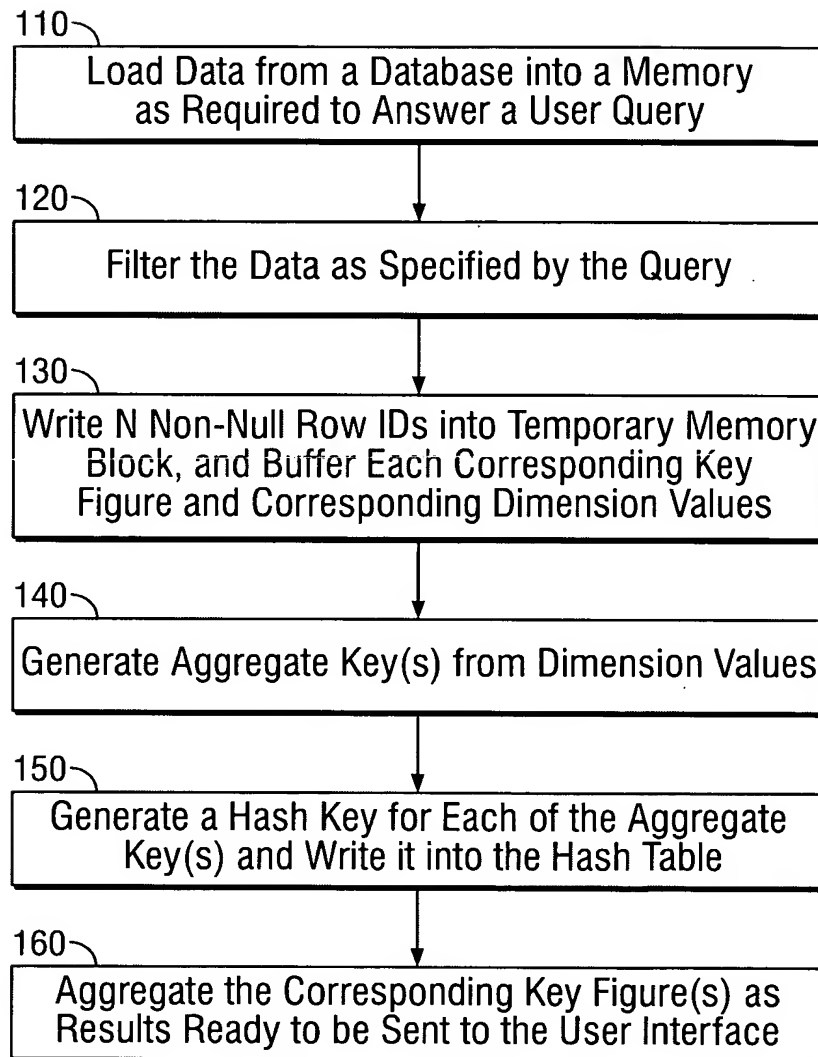 110
Load Data from a Database into a Memory
as Required to Answer a User Query
120
Filter the Data as Specified by the Query
130
Write N Non-Null Row IDs into Temporary Memory
Block, and Buffer Each Corresponding Key
Figure and Corresponding Dimension Values
140
Generate Aggregate Key(s) from Dimension Values
150
Generate a Hash Key for Each of the Aggregate
Key(s) and Write it into the Hash Table
160
Aggregate the Corresponding Key Figure(s) as
Results Ready to be Sent to the User Interface